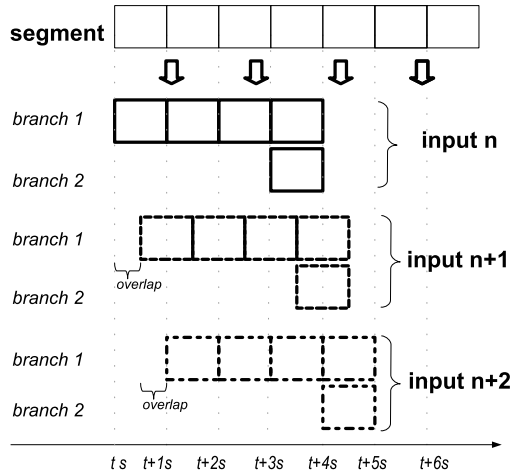 segment
branch 1
branch 2
input n
branch 1
overlap
branch 2
input n+1
branch 1
overlap
branch 2
input n+2
t s t+1s t+2s t+3s t+4s t+5s t+6s